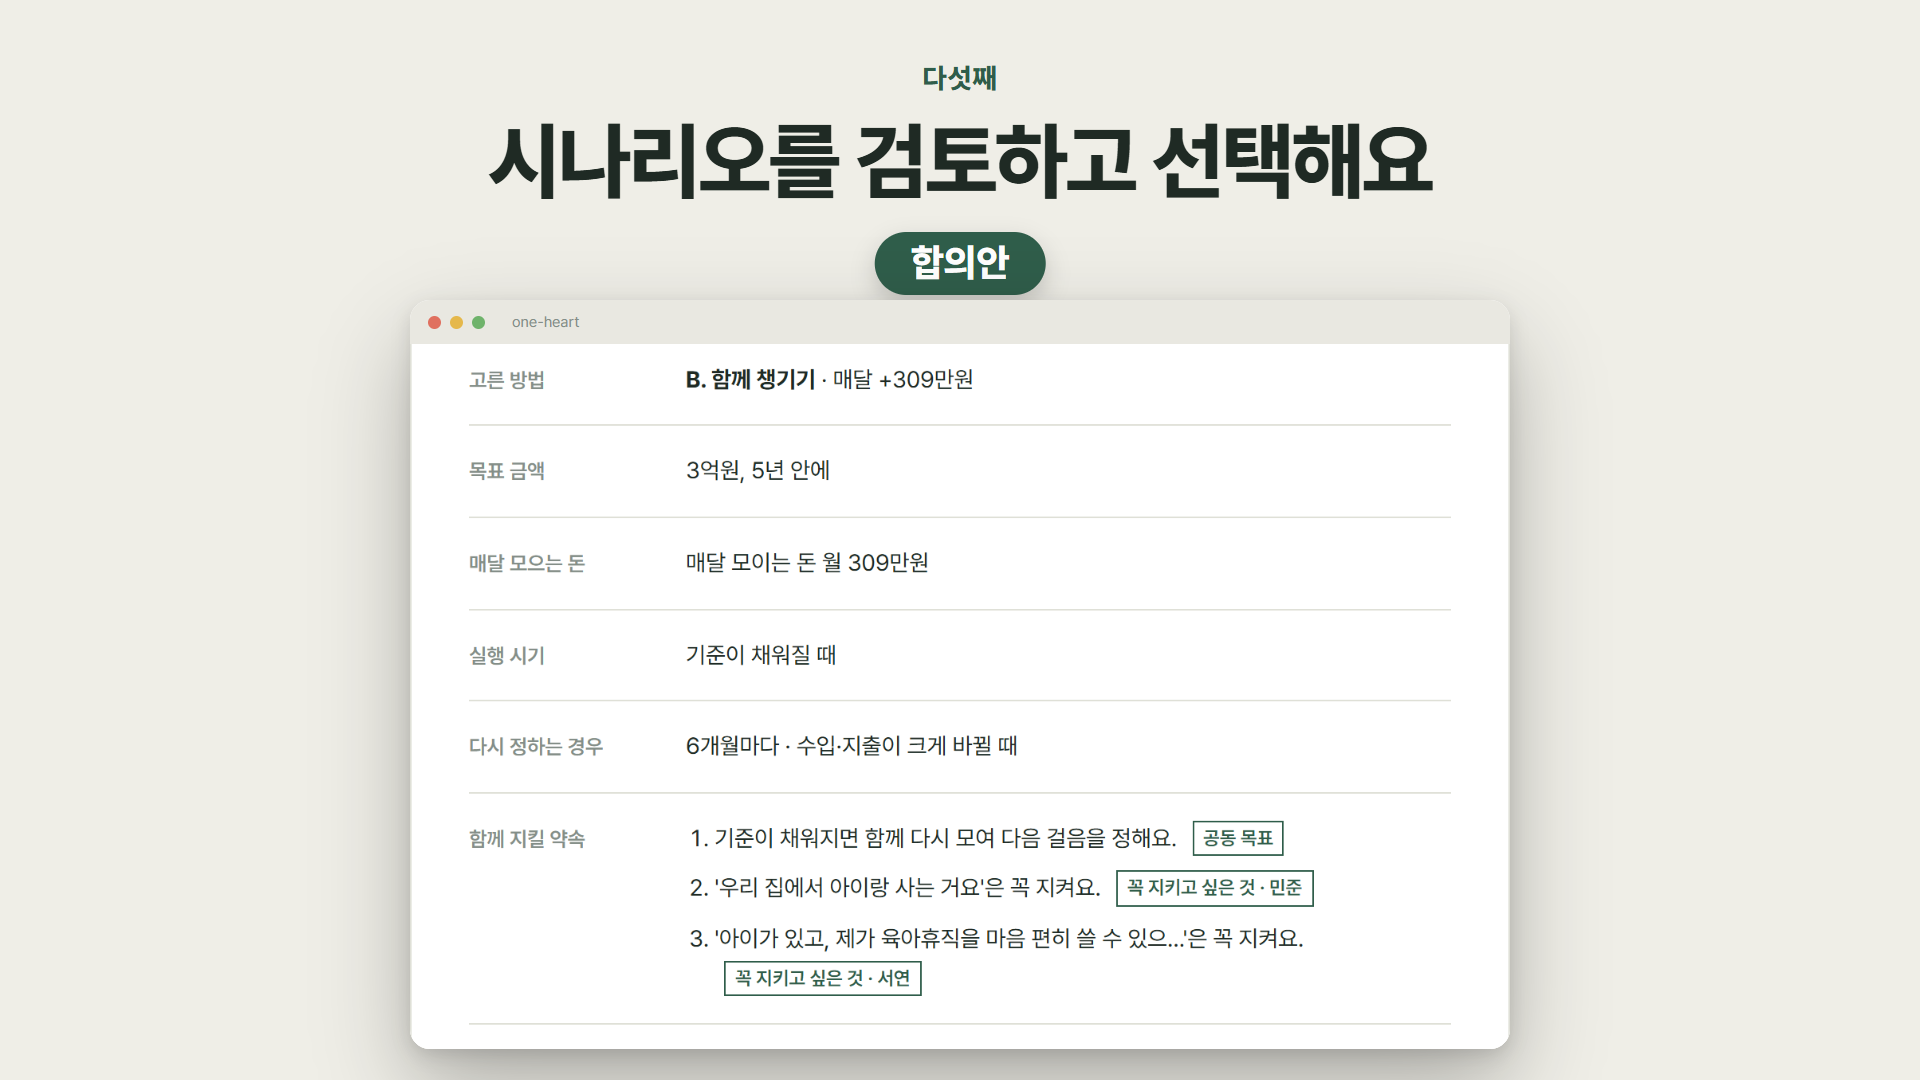 다섯째
시나리오를 검토하고 선택해요
합의안
one-heart
고른 방법 B. 함께 챙기기 · 매달 +309만원
목표 금액 3억원, 5년 안에
매달 모으는 돈 매달 모이는 돈 월 309만원
실행 시기 기준이 채워질 때
다시 정하는 경우 6개월마다 · 수입·지출이 크게 바뀔 때
함께 지킬 약속 1. 기준이 채워지면 함께 다시 모여 다음 걸음을 정해요. 공동 목표
2. '우리 집에서 아이랑 사는 거요'은 꼭 지켜요. 꼭 지키고 싶은 것 · 민준
3. '아이가 있고, 제가 육아휴직을 마음 편히 쓸 수 있으...'은 꼭 지켜요.
꼭 지키고 싶은 것 · 서연